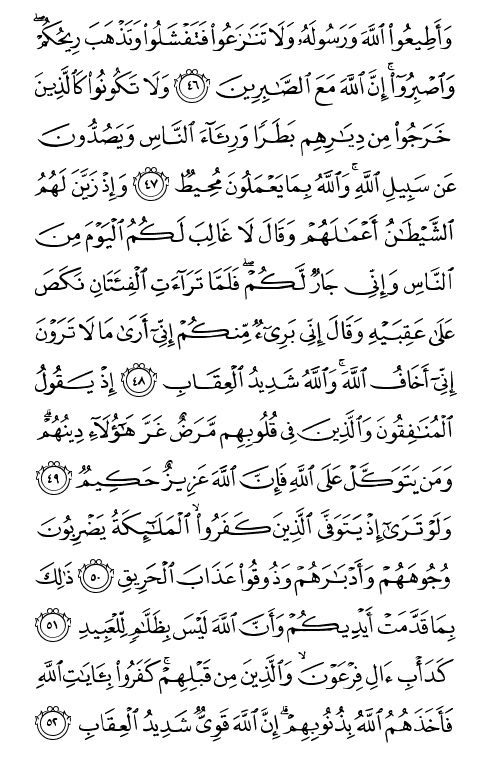 وَأَطِيعُوا۟ ٱللَّهَ وَرَسُولَهُۥ وَلَا تَنَٰزَعُوا۟ فَتَفْشَلُوا۟ وَتَذْهَبَ رِيحُكُمْ ۖ
وَٱصْبِرُوٓا۟ ۚ إِنَّ ٱللَّهَ مَعَ ٱلصَّٰبِرِينَ ٤٦ وَلَا تَكُونُوا۟ كَٱلَّذِينَ
خَرَجُوا۟ مِن دِيَٰرِهِم بَطَرًا وَرِئَآءَ ٱلنَّاسِ وَيَصُدُّونَ
عَن سَبِيلِ ٱللَّهِ ۚ وَٱللَّهُ بِمَا يَعْمَلُونَ مُحِيطٌ ٤٧ وَإِذْ زَيَّنَ لَهُمُ
ٱلشَّيْطَٰنُ أَعْمَٰلَهُمْ وَقَالَ لَا غَالِبَ لَكُمُ ٱلْيَوْمَ مِنَ
ٱلنَّاسِ وَإِنِّى جَارٌ لَّكُمْ ۖ فَلَمَّا تَرَآءَتِ ٱلْفِئَتَانِ نَكَصَ
عَلَىٰ عَقِبَيْهِ وَقَالَ إِنِّى بَرِىٓءٌ مِّنكُمْ إِنِّىٓ أَرَىٰ مَا لَا تَرَوْنَ
إِنِّىٓ أَخَافُ ٱللَّهَ ۚ وَٱللَّهُ شَدِيدُ ٱلْعِقَابِ ٤٨ إِذْ يَقُولُ
ٱلْمُنَٰفِقُونَ وَٱلَّذِينَ فِى قُلُوبِهِم مَّرَضٌ غَرَّ هَٰٓؤُلَآءِ دِينُهُمْ ۗ
وَمَن يَتَوَكَّلْ عَلَى ٱللَّهِ فَإِنَّ ٱللَّهَ عَزِيزٌ حَكِيمٌ ٤٩
وَلَوْ تَرَىٰٓ إِذْ يَتَوَفَّى ٱلَّذِينَ كَفَرُوا۟ ۙ ٱلْمَلَٰٓئِكَةُ يَضْرِبُونَ
وُجُوهَهُمْ وَأَدْبَٰرَهُمْ وَذُوقُوا۟ عَذَابَ ٱلْحَرِيقِ ٥٠ ذَٰلِكَ
بِمَا قَدَّمَتْ أَيْدِيكُمْ وَأَنَّ ٱللَّهَ لَيْسَ بِظَلَّٰمٍ لِّلْعَبِيدِ ٥١
كَدَأْبِ ءَالِ فِرْعَوْنَ ۙ وَٱلَّذِينَ مِن قَبْلِهِمْ ۚ كَفَرُوا۟ بِـَٔايَٰتِ ٱللَّهِ
فَأَخَذَهُمُ ٱللَّهُ بِذُنُوبِهِمْ ۗ إِنَّ ٱللَّهَ قَوِىٌّ شَدِيدُ ٱلْعِقَابِ ٥٢